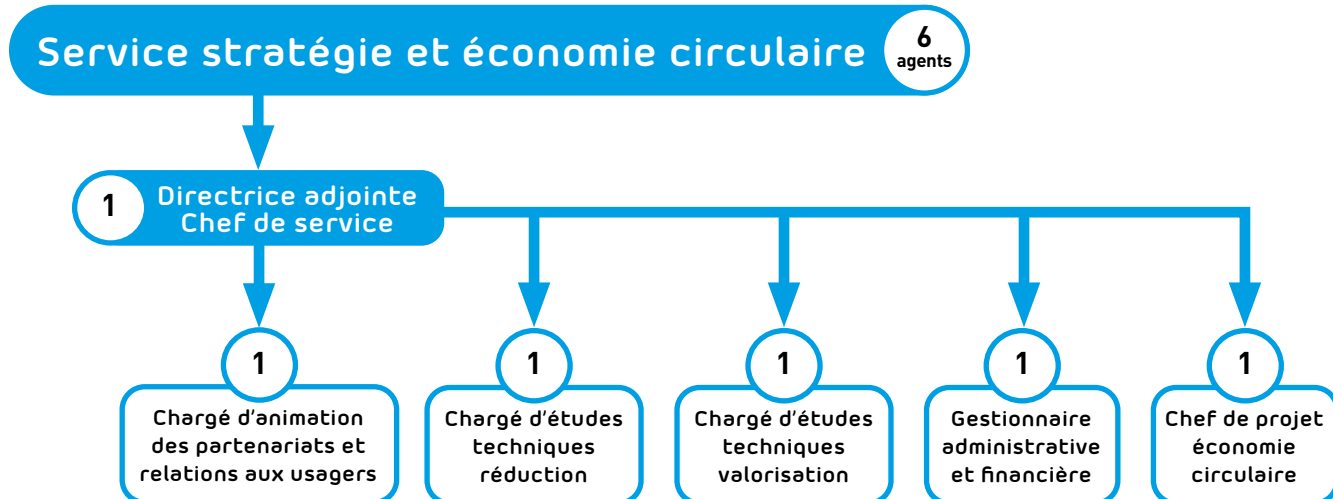 Service stratégie et économie circulaire
6
agents
1
Directrice adjointe
Chef de service
1
Chargé d'animation
des partenariats et
relations aux usagers
1
Chargé d'études
techniques
réduction
1
Chargé d'études
techniques
valorisation
1
Gestionnaire
administrative
et financière
1
Chef de projet
économie
circulaire